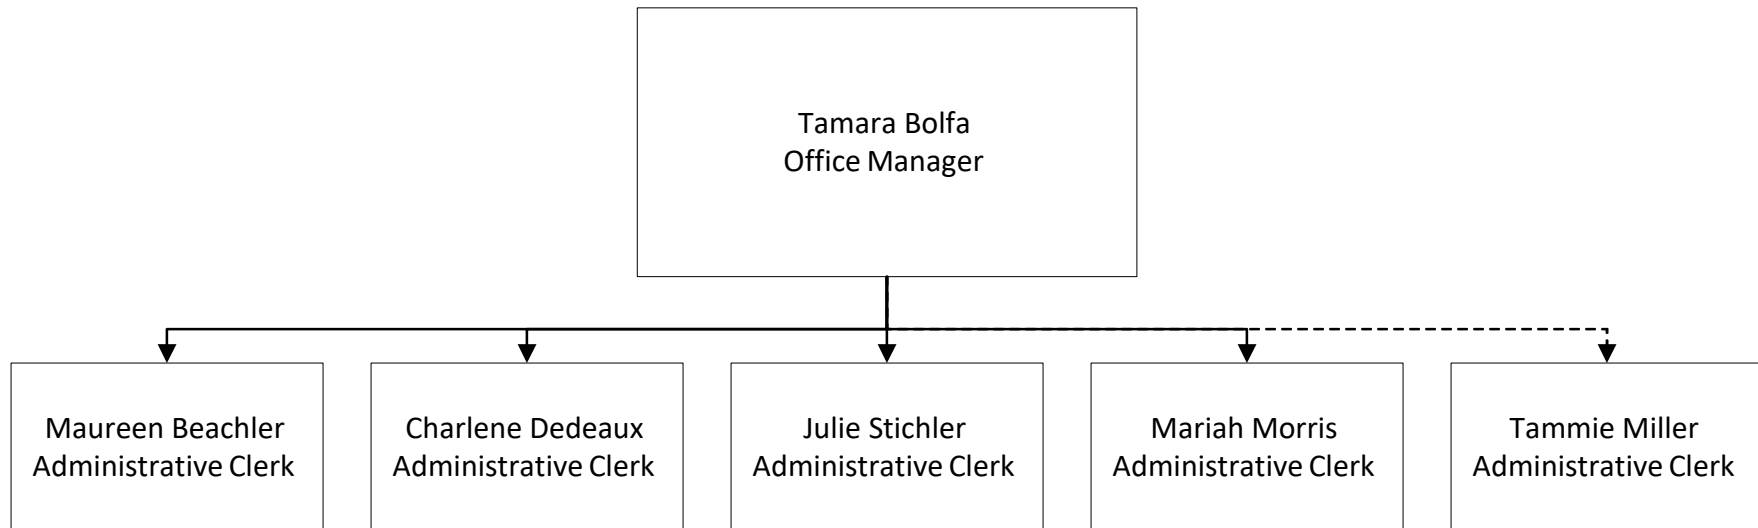 Tamara Bolfa
Office Manager
Maureen Beachler
Administrative Clerk
Charlene Dedeaux
Administrative Clerk
Julie Stichler
Administrative Clerk
Mariah Morris
Administrative Clerk
Tammie Miller
Administrative Clerk